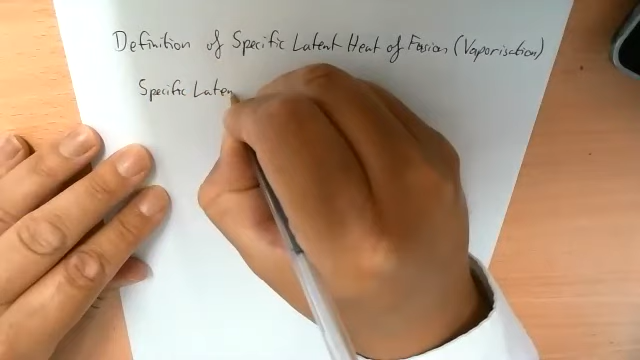 Definition of Specific Latent Heat of Fusion (Vaporisation)
Specific Laten